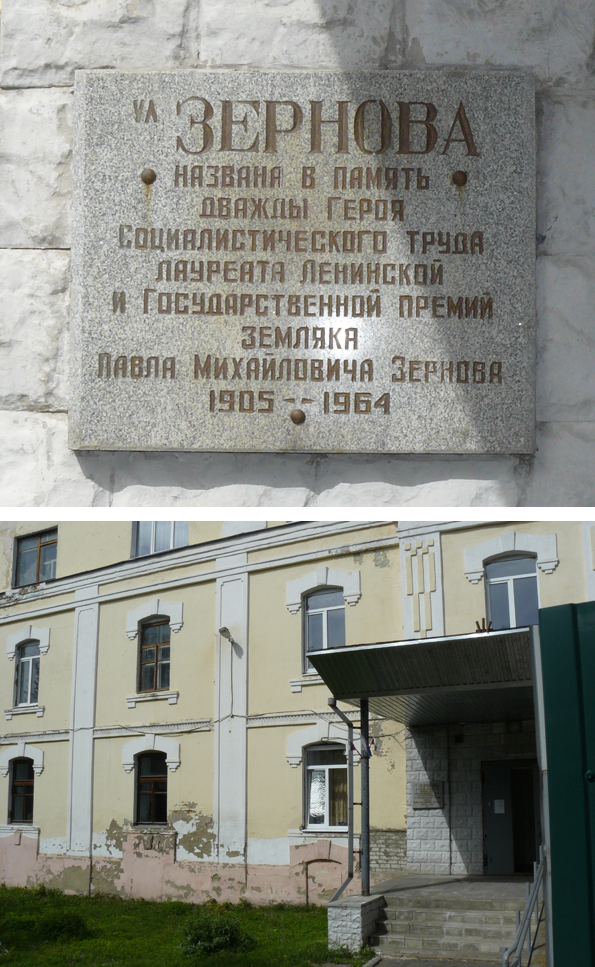 УЛ ЗЕРНОВА
НАЗВАНА В ПАМЯТЬ
ДВАЖДЫ ГЕРОЯ
СОЦИАЛИСТИЧЕСКОГО ТРУДА
ЛАУРЕАТА ЛЕНИНСКОЙ
И ГОСУДАРСТВЕННОЙ ПРЕМИЙ
ЗЕМЛЯКА
ПАВЛА МИХАЙЛОВИЧА ЗЕРНОВА
1905 -- 1964